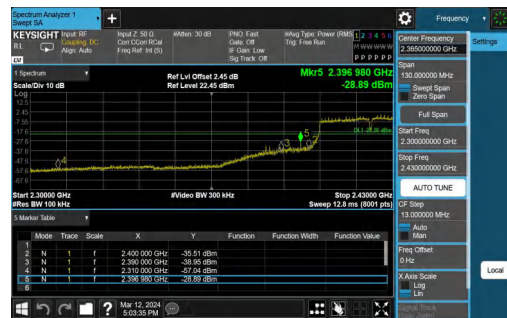 Spectrum Analyzer 1
Swept SA
Frequency
KEYSIGHT Input: RF Input Z: 50 Ω #Atten: 30 dB PNO: Fast #Avg Type: Power (RMS 1 2 3 4 5 6
RL Coupling: DC Corr CCorr RCal Gate: Off Trig: Free Run
Align: Auto Freq Ref: Int (S) IF Gain: Low
Sig Track: Off
M W W W W W
P P P P P P
LV
Center Frequency
2.365000000 GHz
Settings
1 Spectrum
Scale/Div 10 dB
Ref Lvl Offset 2.45 dB
Ref Level 22.45 dBm
Mkr5 2.396 980 GHz
-28.89 dBm
Log
12.5
2.45
-7.55
-17.6
-27.6
-37.6
-47.6
-57.6
-67.6
4
3
5
2
Start 2.30000 GHz
#Res BW 100 kHz
#Video BW 300 kHz
Stop 2.43000 GHz
Sweep 12.8 ms (8001 pts)
Span
130.000000 MHz
Swept Span
Zero Span
Full Span
Start Freq
2.300000000 GHz
Stop Freq
2.430000000 GHz
AUTO TUNE
CF Step
13.000000 MHz
Auto
Man
Freq Offset
0 Hz
X Axis Scale
Log
Lin
Signal Track
Local
5 Marker Table
Mode Trace Scale X Y Function Function Width Function Value
1
2 N 1 f 2.400 000 GHz -35.51 dBm
3 N 1 f 2.390 000 GHz -38.95 dBm
4 N 1 f 2.310 000 GHz -57.04 dBm
5 N 1 f 2.396 980 GHz -28.89 dBm
6
? Mar 12, 2024
5:03:35 PM